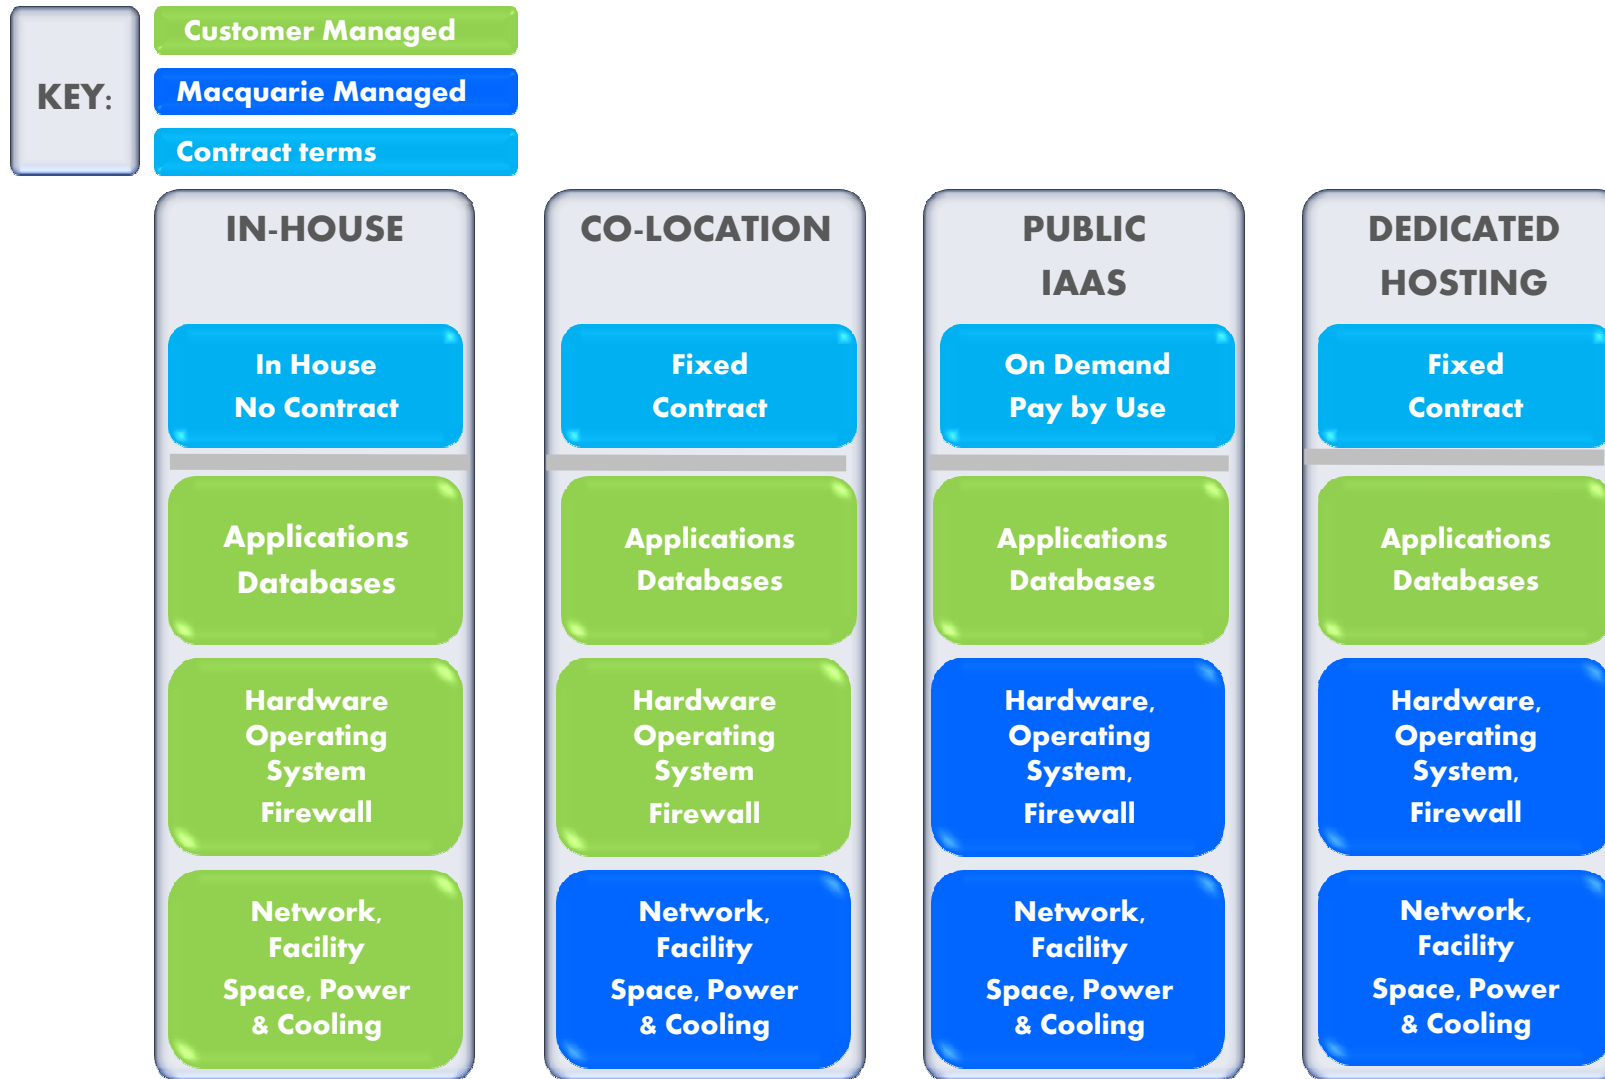 KEY:
Customer Managed
Macquarie Managed
Contract terms
IN-HOUSE
In House
No Contract
Applications
Databases
Hardware
Operating
System
Firewall
Network,
Facility
Space, Power
& Cooling
CO-LOCATION
Fixed
Contract
Applications
Databases
Hardware
Operating
System
Firewall
Network,
Facility
Space, Power
& Cooling
PUBLIC
IAAS
On Demand
Pay by Use
Applications
Databases
Hardware,
Operating
System,
Firewall
Network,
Facility
Space, Power
& Cooling
DEDICATED
HOSTING
Fixed
Contract
Applications
Databases
Hardware,
Operating
System,
Firewall
Network,
Facility
Space, Power
& Cooling